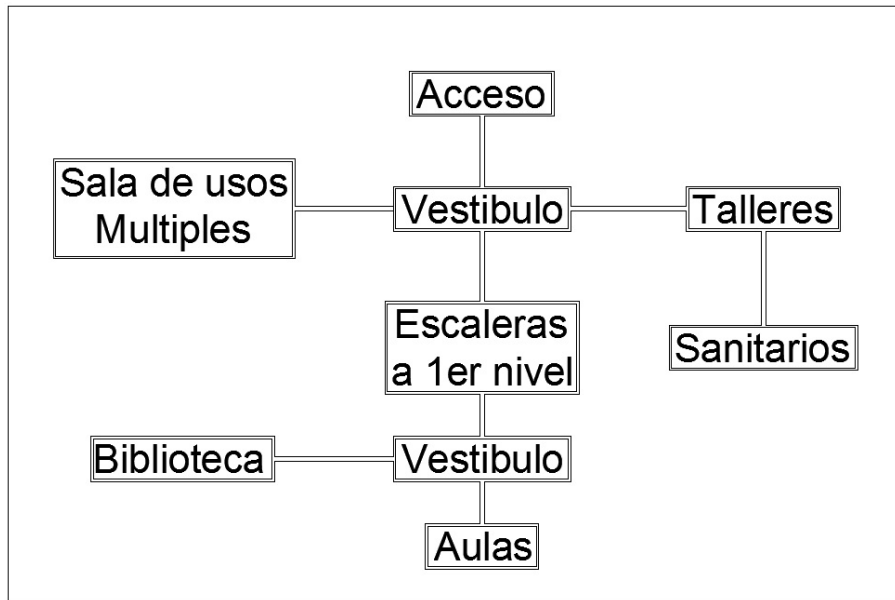 Acceso
Sala de usos
Multiples
Vestibulo
Talleres
Escaleras
a 1er nivel
Sanitarios
Biblioteca
Vestibulo
Aulas